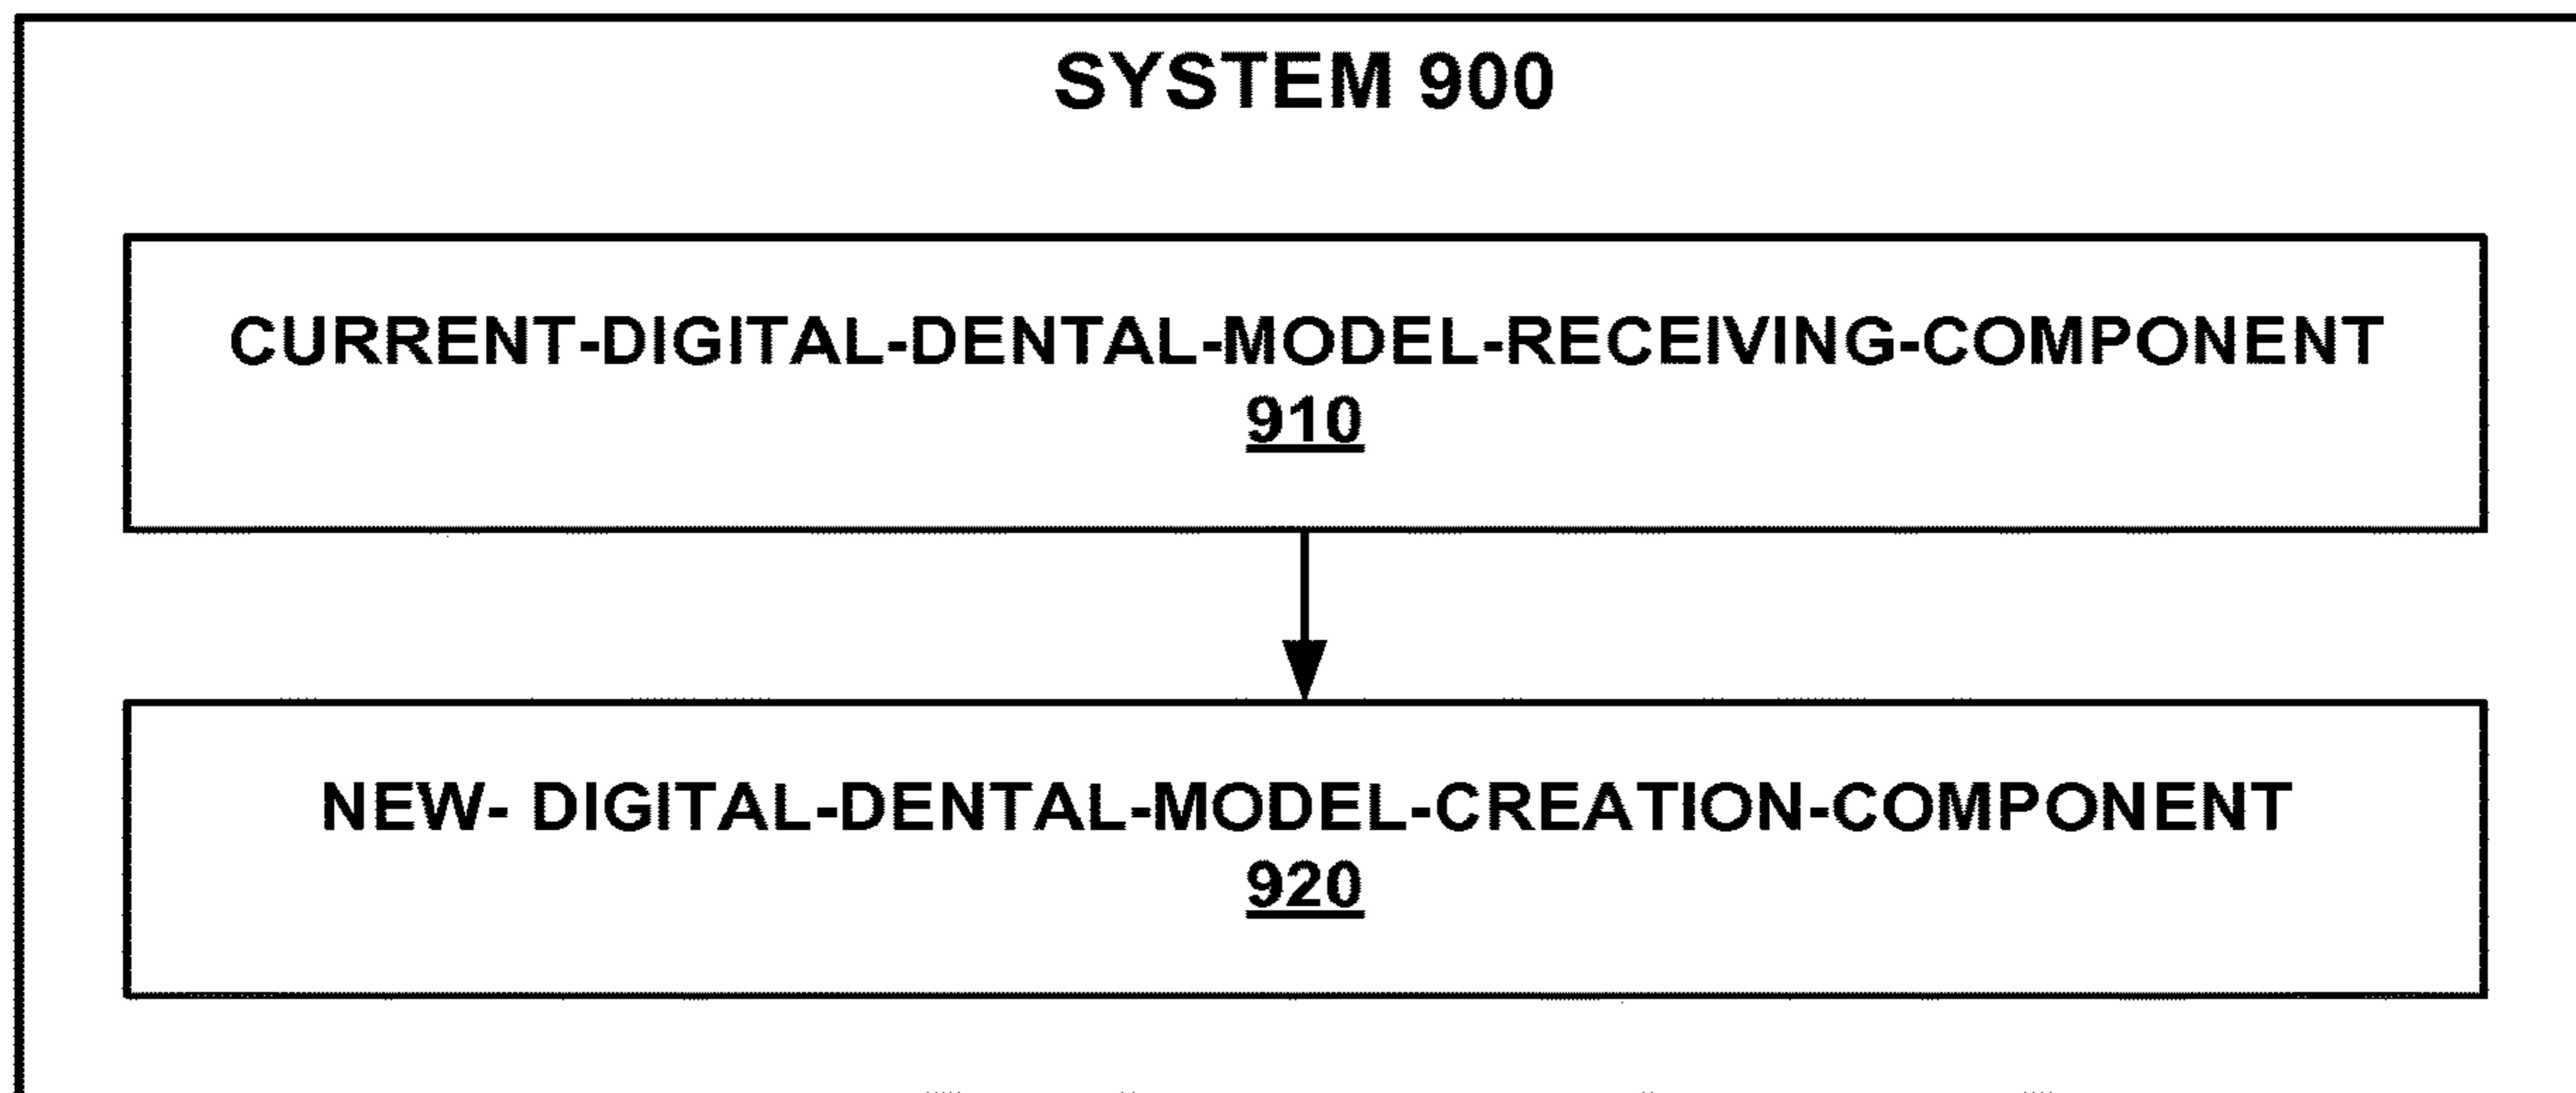 SYSTEM 900
CURRENT-DIGITAL-DENTAL-MODEL-RECEIVING-COMPONENT
910
NEW- DIGITAL-DENTAL-MODEL-CREATION-COMPONENT
920